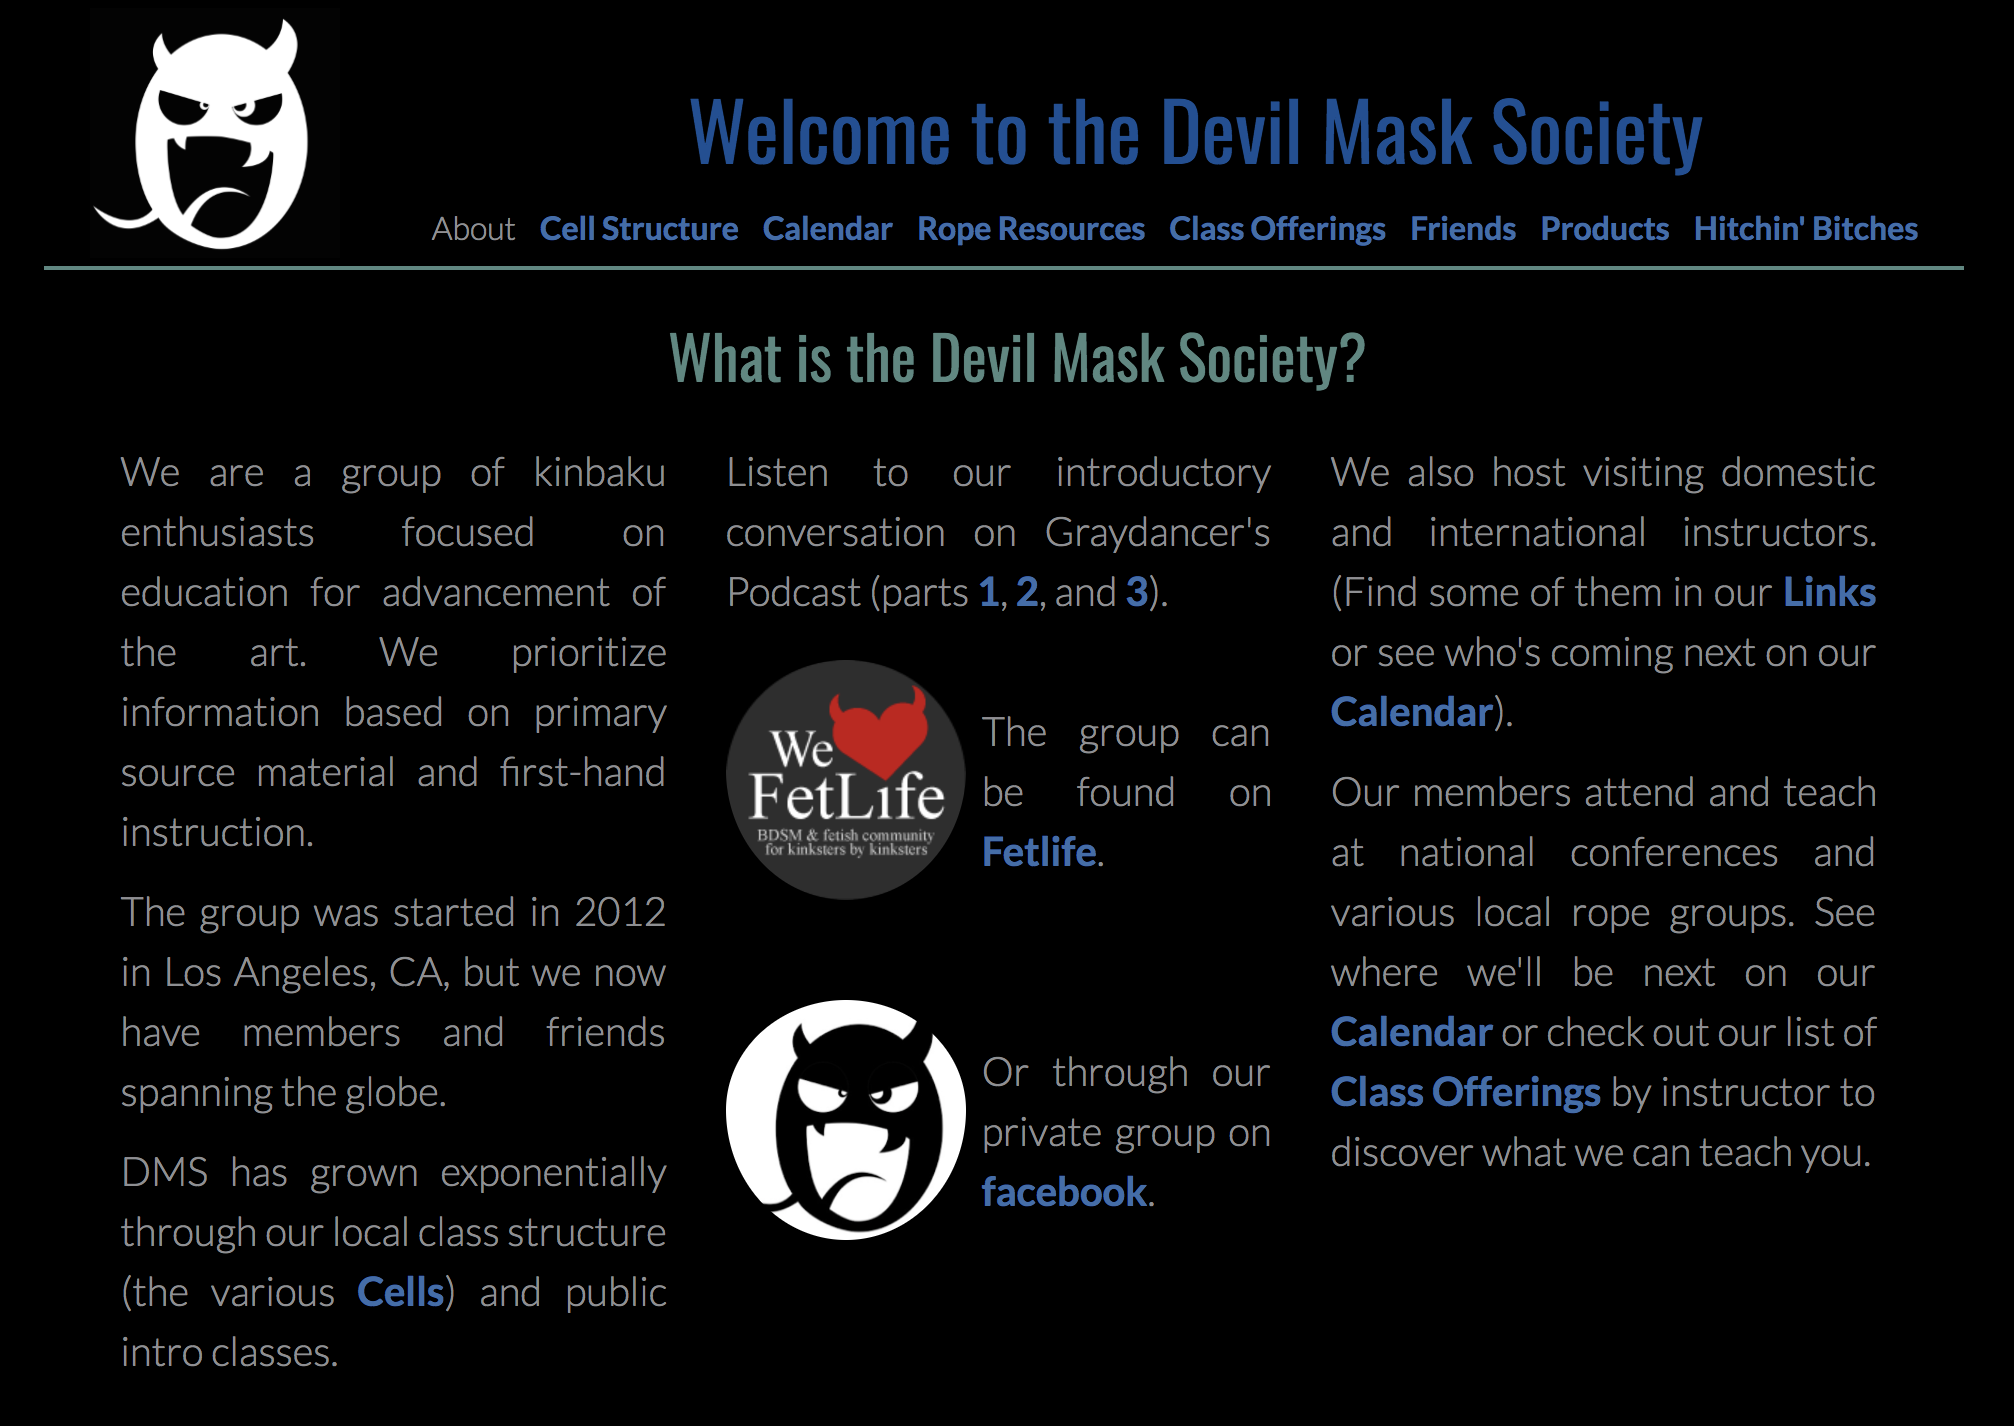 Welcome to the Devil Mask Society
About Cell Structure Calendar Rope Resources Class Offerings Friends Products Hitchin' Bitches
What is the Devil Mask Society?
We are a group of kinbaku
enthusiasts focused on
education for advancement of
the art. We prioritize
information based on primary
source material and first-hand
instruction.
The group was started in 2012
in Los Angeles, CA, but we now
have members and friends
spanning the globe.
DMS has grown exponentially
through our local class structure
(the various Cells) and public
intro classes.
Listen to our introductory
conversation on Graydancer's
Podcast (parts 1, 2, and 3).
We
FetLife
BDSM & fetish community
for kinksters by kinksters
The group can
be found on
Fetlife.
Or through our
private group on
facebook.
We also host visiting domestic
and international instructors.
(Find some of them in our Links
or see who's coming next on our
Calendar).
Our members attend and teach
at national conferences and
various local rope groups. See
where we'll be next on our
Calendar or check out our list of
Class Offerings by instructor to
discover what we can teach you.